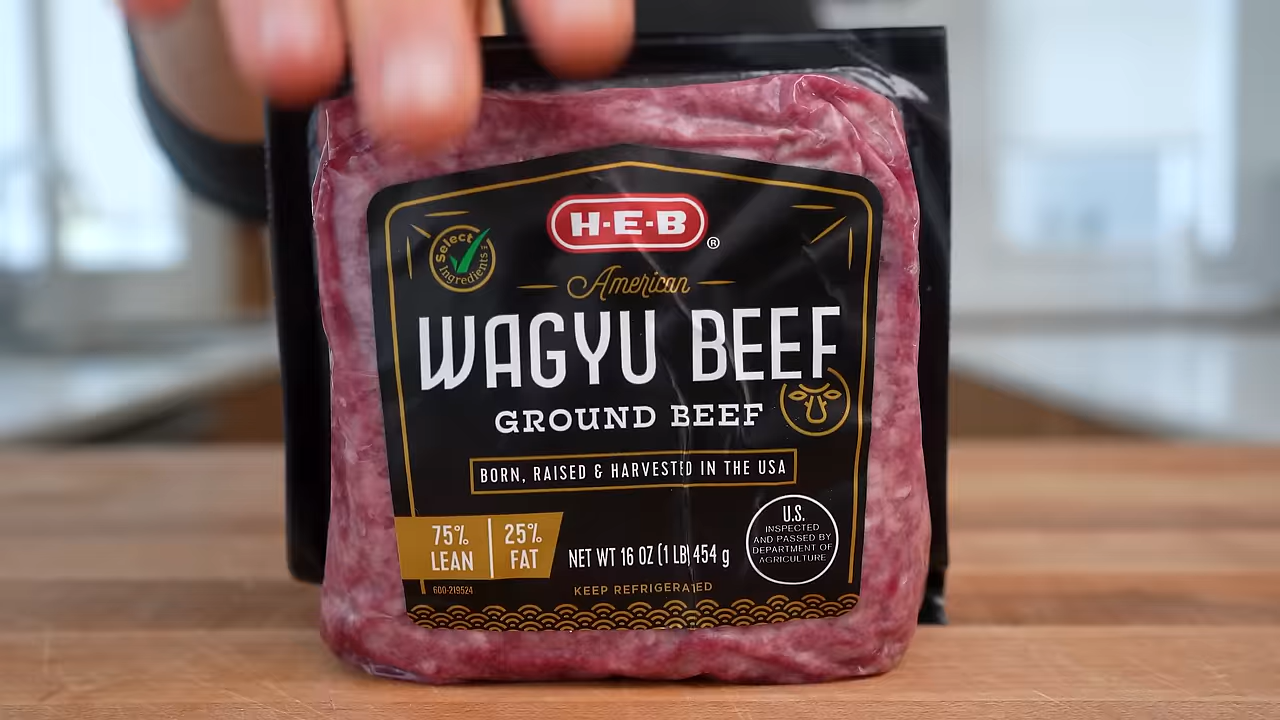 H-E-B
®
Select Ingredients
American
WAGYU BEEF
GROUND BEEF
BORN, RAISED & HARVESTED IN THE USA
75% LEAN
25% FAT
NET WT 16 OZ (1 LB) 454 g
U.S.
INSPECTED
AND PASSED BY
DEPARTMENT OF
AGRICULTURE
600-219524
KEEP REFRIGERATED